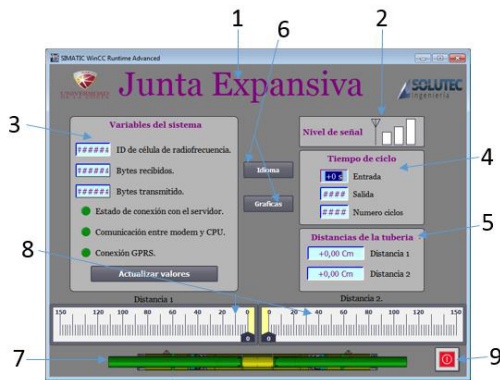 1
2
6
SIMATIC WinCC Runtime Advanced
Junta Expansiva
SOLUTEC
ingeniería
3
Variables del sistema
###### ID de célula de radiofrecuencia.
###### Bytes recibidos.
###### Bytes transmitido.
Estado de conexión con el servidor.
Comunicación entre modem y CPU.
Conexión GPRS.
Actualizar valores
Idioma
Graficas
Nivel de señal
Tiempo de ciclo
4
+0 s Entrada
#### Salida
#### Numero ciclos
5
Distancias de la tuberia
+0,00 Cm Distancia 1
+0,00 Cm Distancia 2
8
Distancia 1
Distancia 2.
150 120 100 80 60 40 20 0
0 20 40 60 80 100 120 150
0
0
7
9